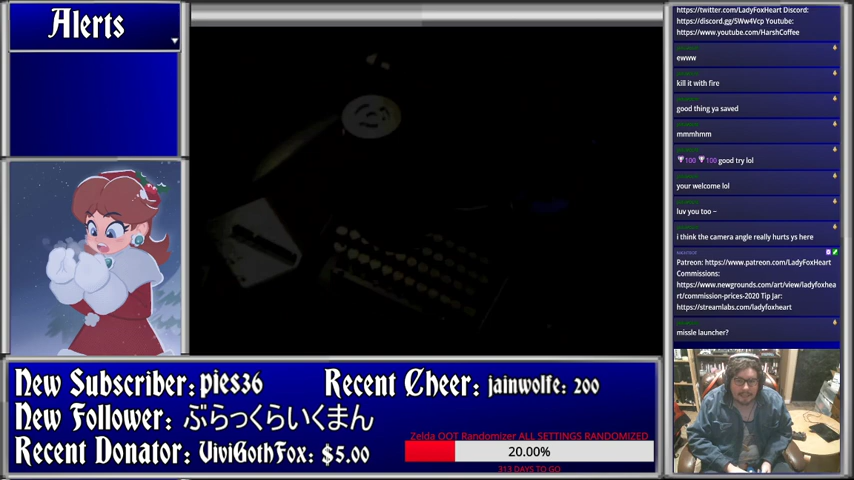 Alerts
https://twitter.com/LadyFoxHeart Discord:
https://discord.gg/5Ww4Vcp Youtube:
https://www.youtube.com/HarshCoffee
ewww
kill it with fire
good thing ya saved
mmmhmm
100 100 good try lol
your welcome lol
luv you too ~
i think the camera angle really hurts ys here
Patreon: https://www.patreon.com/LadyFoxHeart
Commissions:
https://www.newgrounds.com/art/view/ladyfoxhea
rt/commission-prices-2020 Tip Jar:
https://streamlabs.com/ladyfoxheart
missle launcher?
New Subscriber: pies36
Recent Cheer: jainwolfe: 200
New Follower: ぶらっくらいくまん
Recent Donator: ViviGothFox: $5.00
Zelda OOT Randomizer ALL SETTINGS RANDOMIZED
20.00%
313 DAYS TO GO